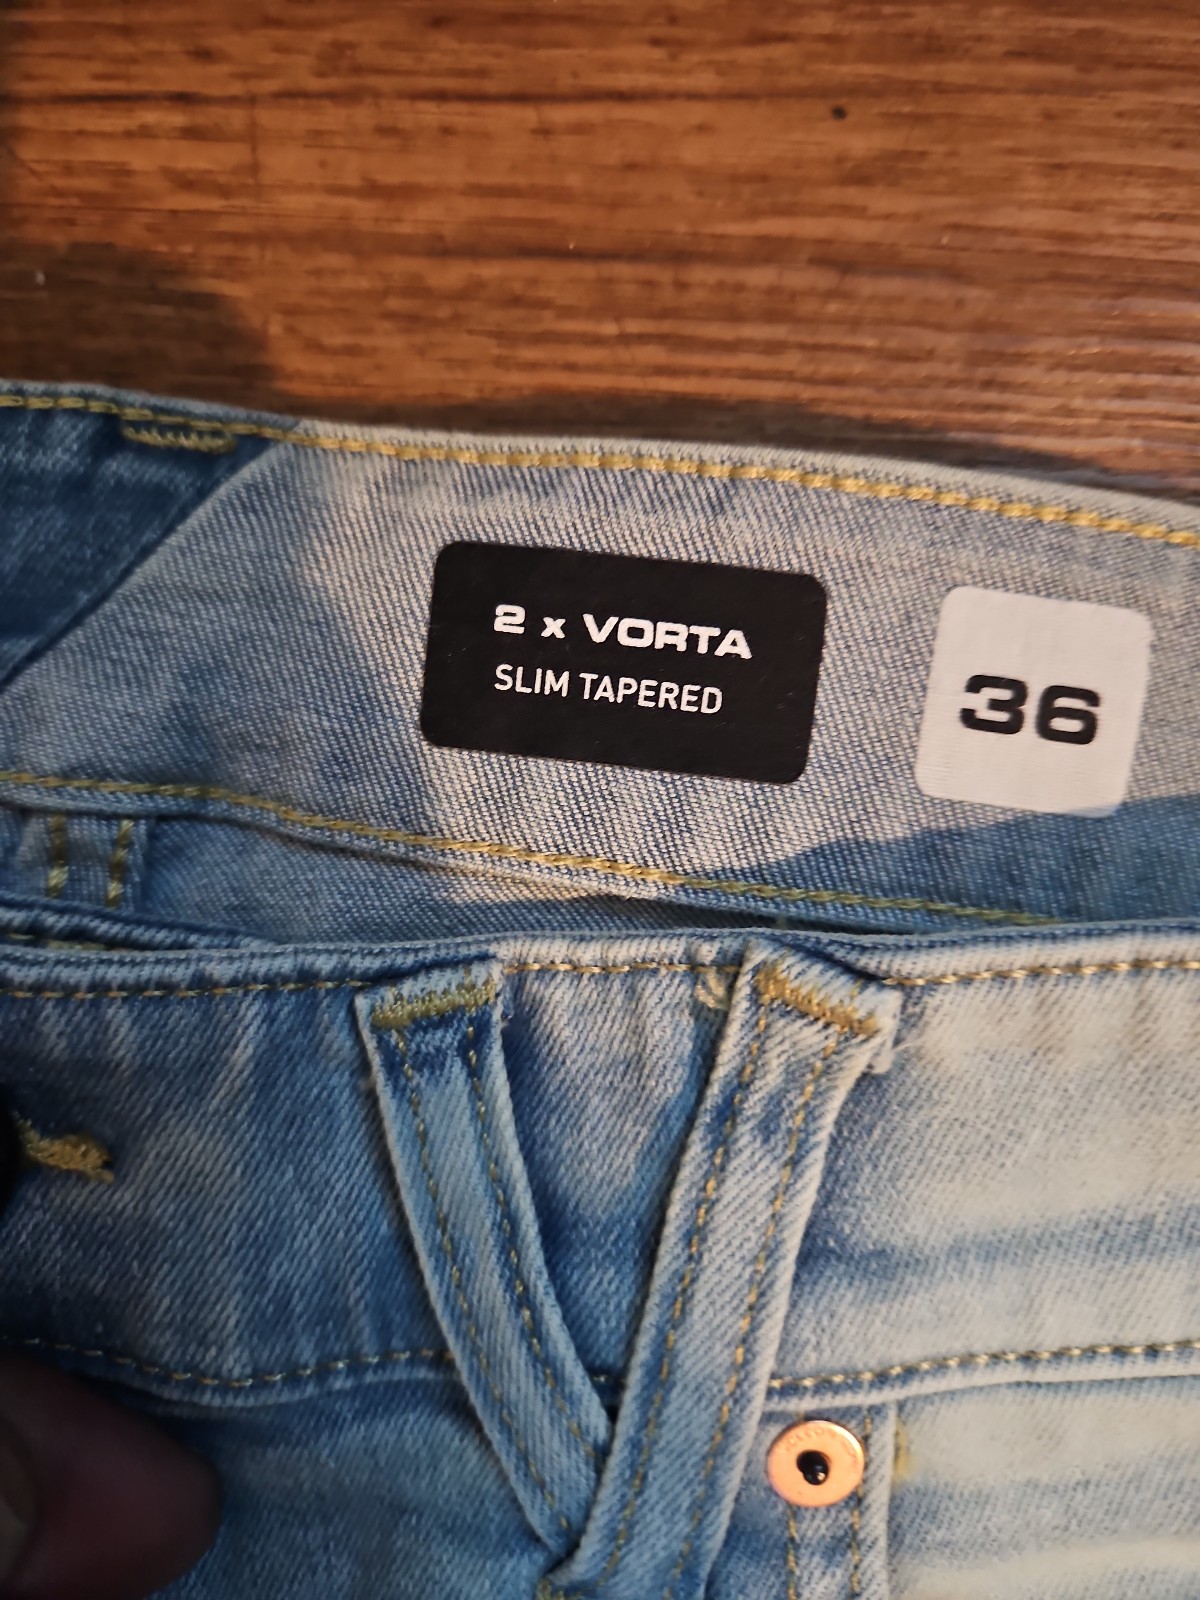 2 x VORTA
SLIM TAPERED
36